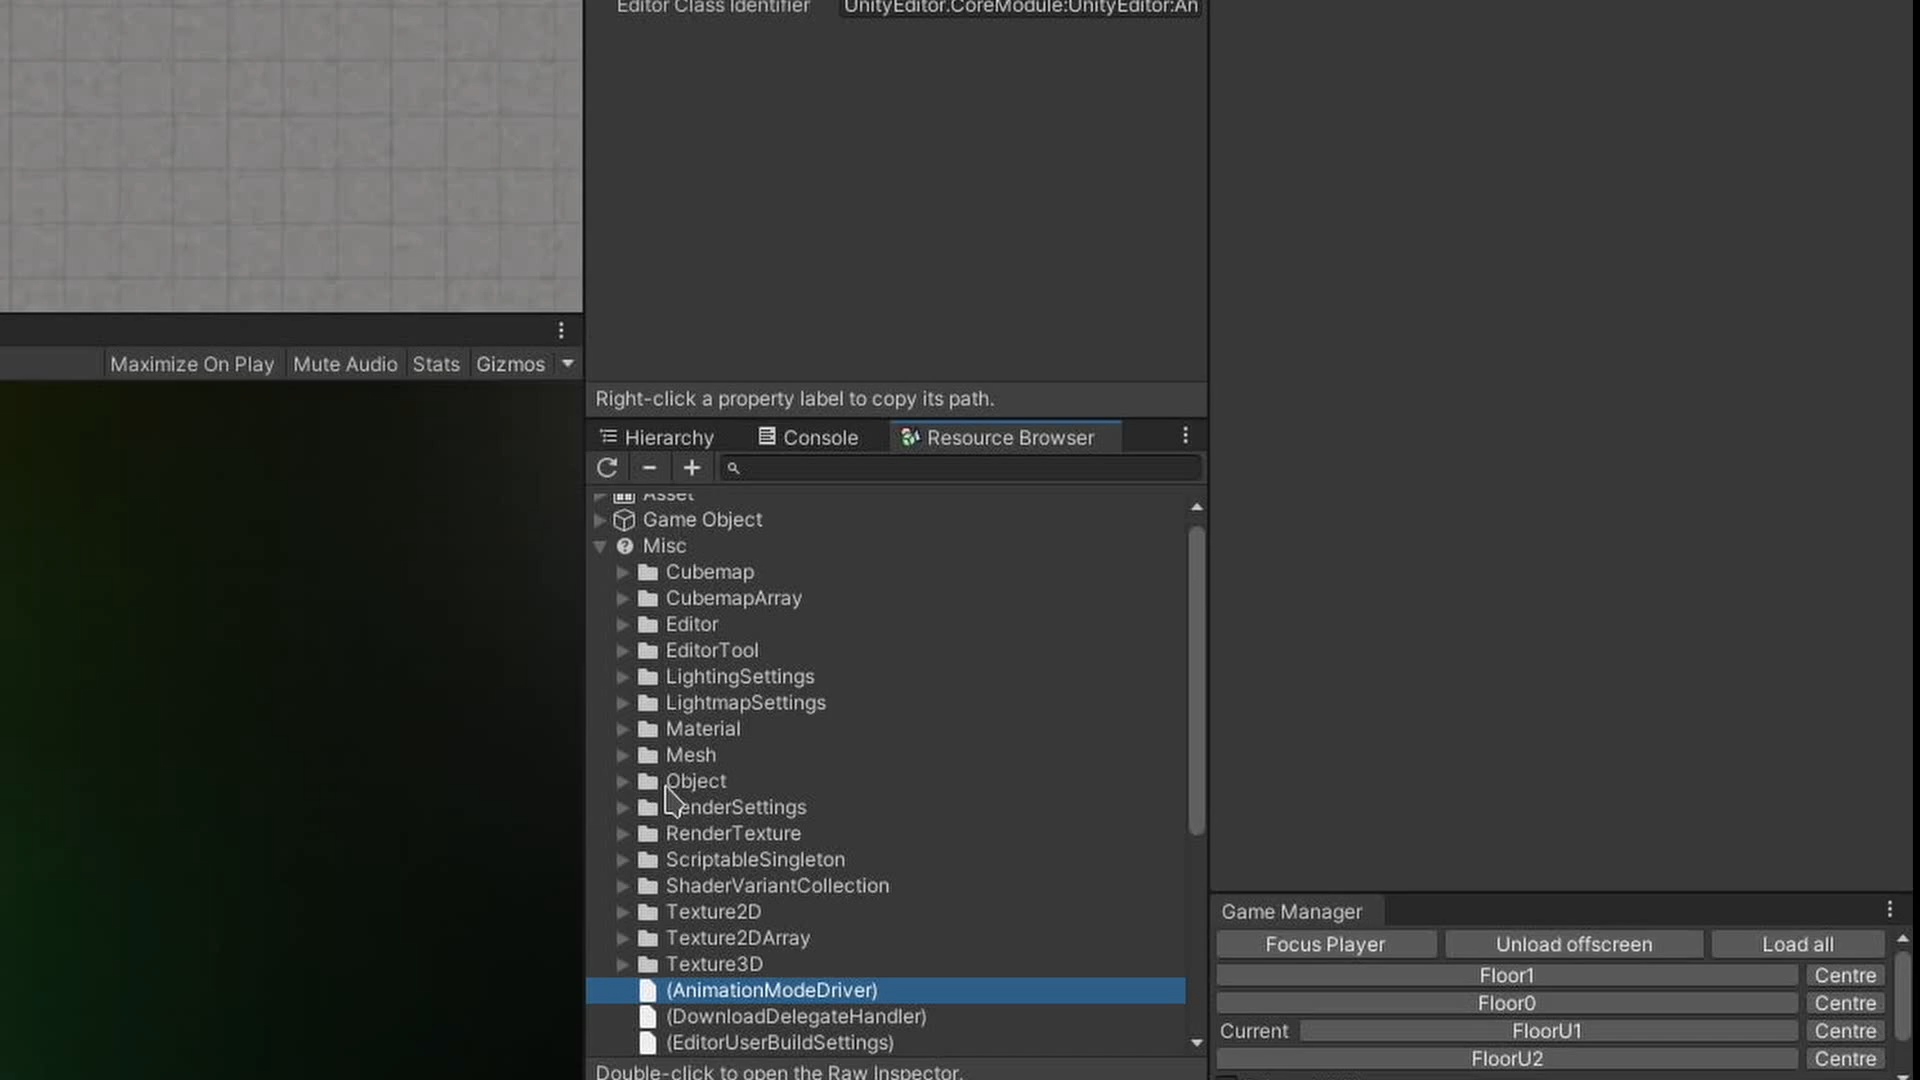 Editor Class Identifier UnityEditor.CoreModule:UnityEditor:An
Maximize On Play Mute Audio Stats Gizmos
Right-click a property label to copy its path.
Hierarchy Console Resource Browser
Asset
Game Object
Misc
Cubemap
CubemapArray
Editor
EditorTool
LightingSettings
LightmapSettings
Material
Mesh
Object
enderSettings
RenderTexture
ScriptableSingleton
ShaderVariantCollection
Texture2D
Texture2DArray
Texture3D
(AnimationModeDriver)
(DownloadDelegateHandler)
(EditorUserBuildSettings)
Double-click to open the Raw Inspector.
Game Manager
Focus Player Unload offscreen Load all
Floor1 Centre
Floor0 Centre
Current FloorU1 Centre
FloorU2 Centre